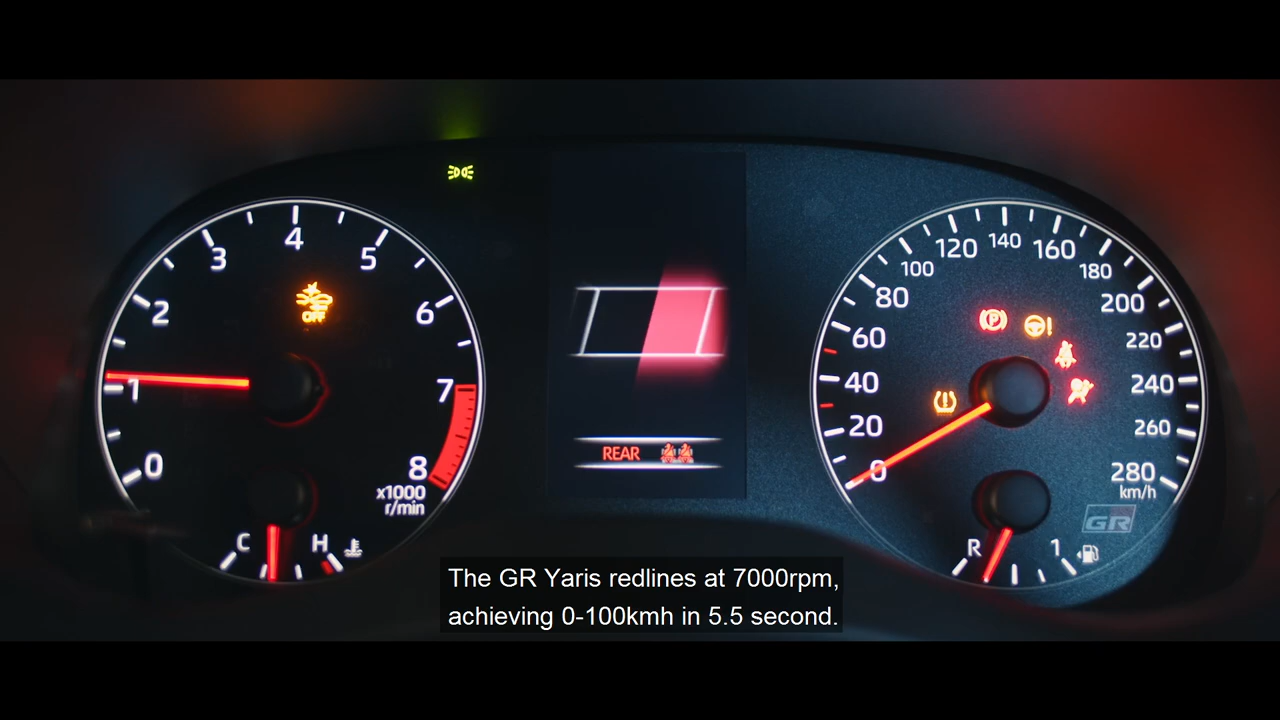 4
3
5
2
6
1
7
0
8
x1000
r/min
C
H
OFF
REAR
120
140
160
100
180
80
200
60
220
40
240
20
260
0
280
km/h
P
!
!
GR
R
1
The GR Yaris redlines at 7000rpm,
achieving 0-100kmh in 5.5 second.